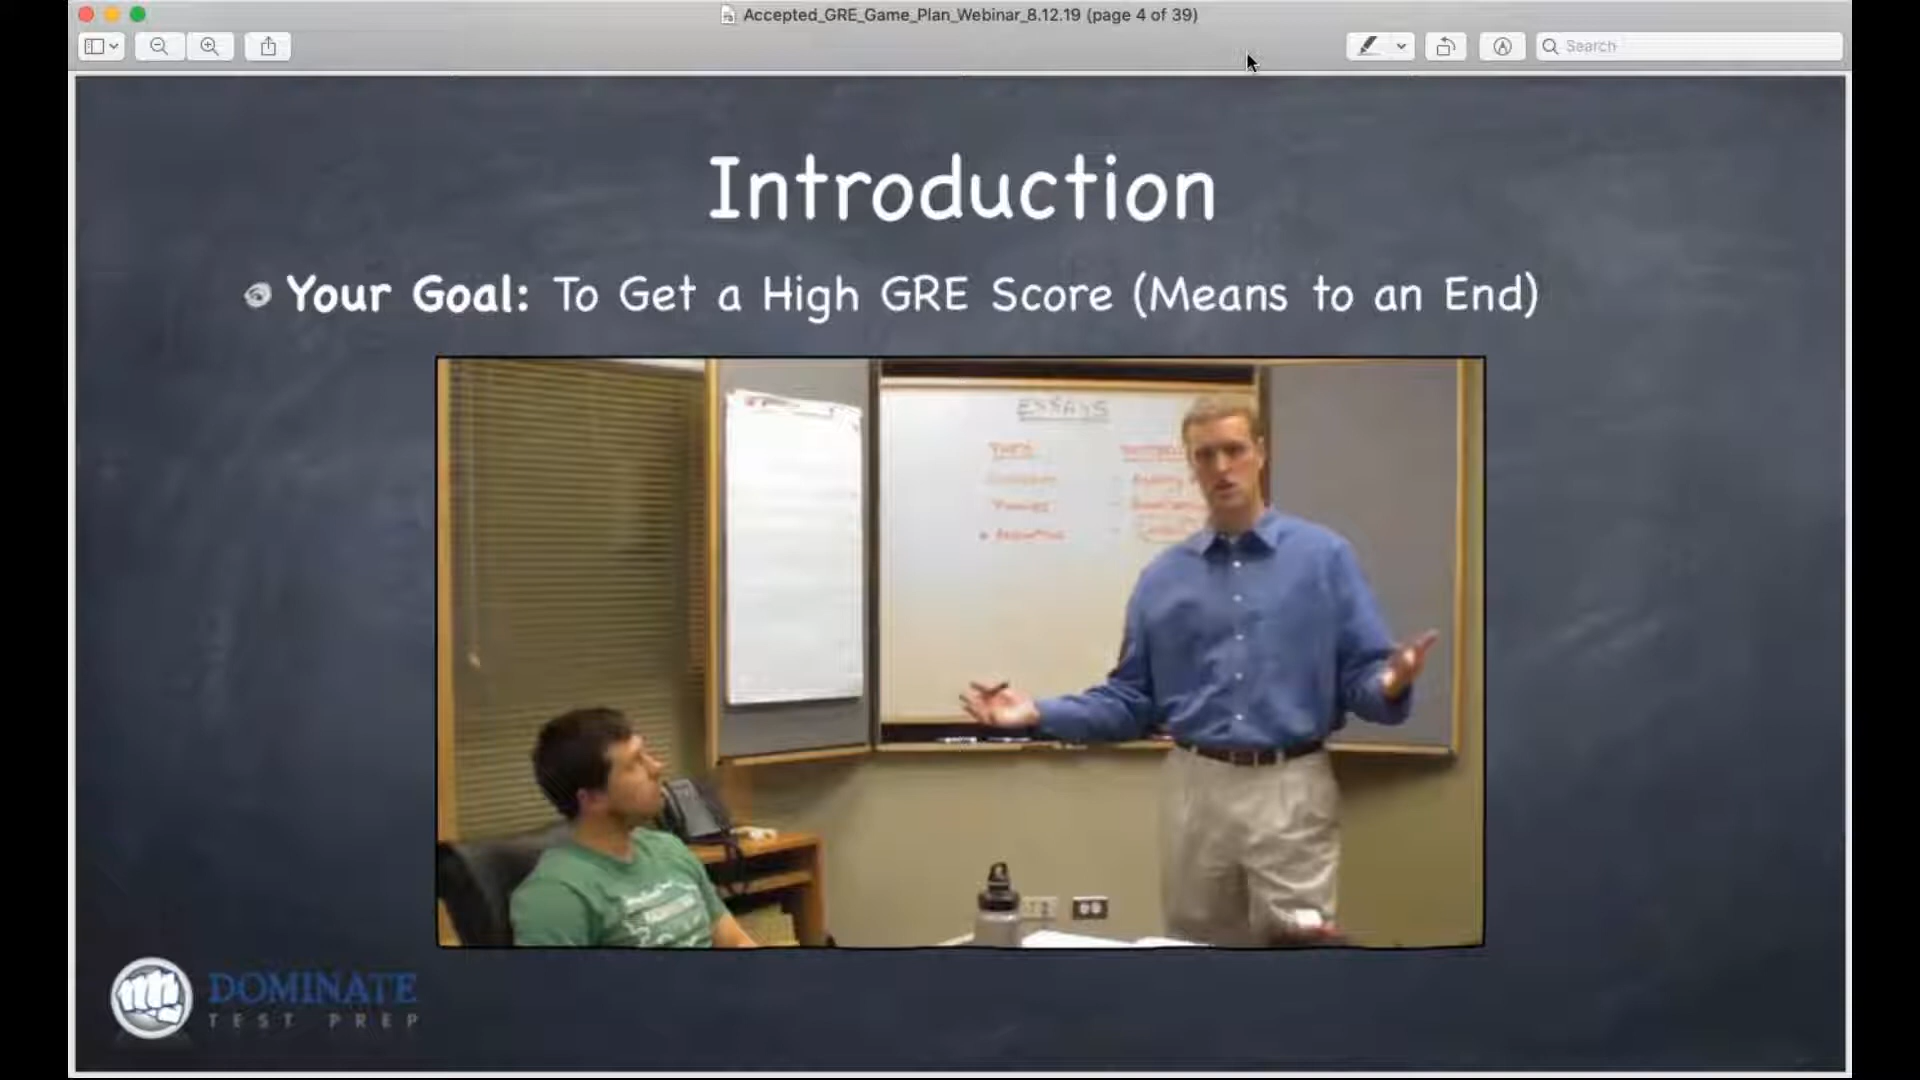 Accepted_GRE_Game_Plan_Webinar_8.12.19 (page 4 of 39)
Search
Introduction
Your Goal: To Get a High GRE Score (Means to an End)
ESSAYS
DOMINATE
TEST PREP